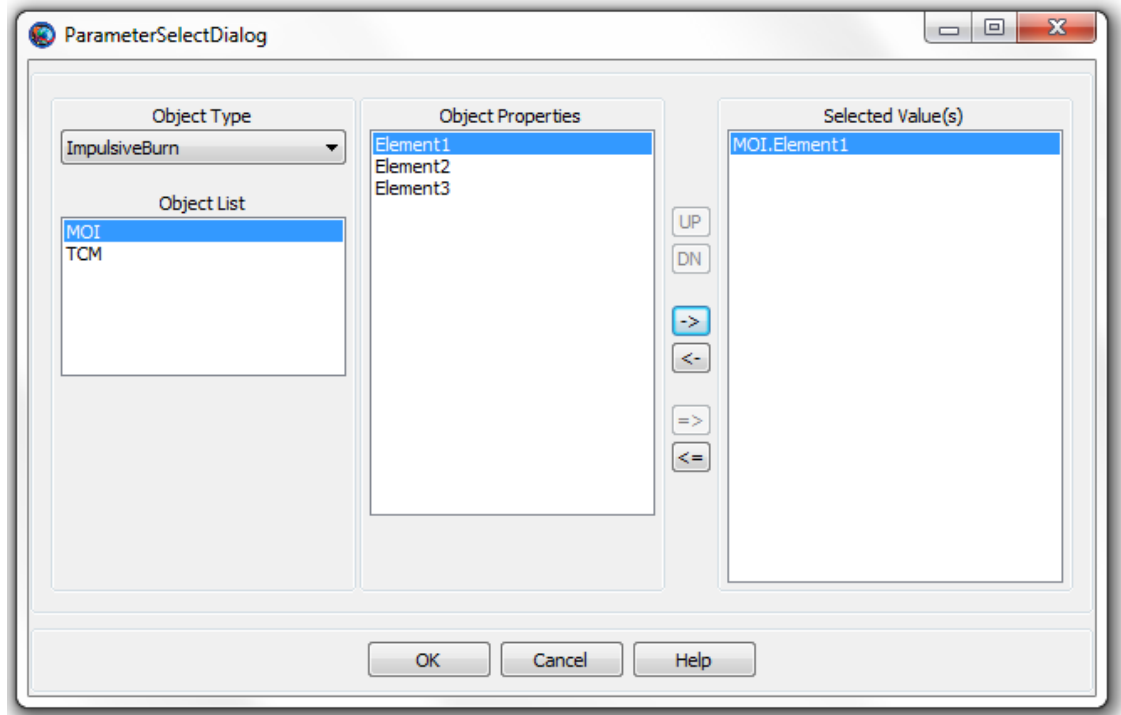 ParameterSelectDialog
Object Type
ImpulsiveBurn
Object List
MOI
TCM
Object Properties
Element1
Element2
Element3
UP
DN
->
<-
=>
<=
Selected Value(s)
MOI.Element1
OK
Cancel
Help